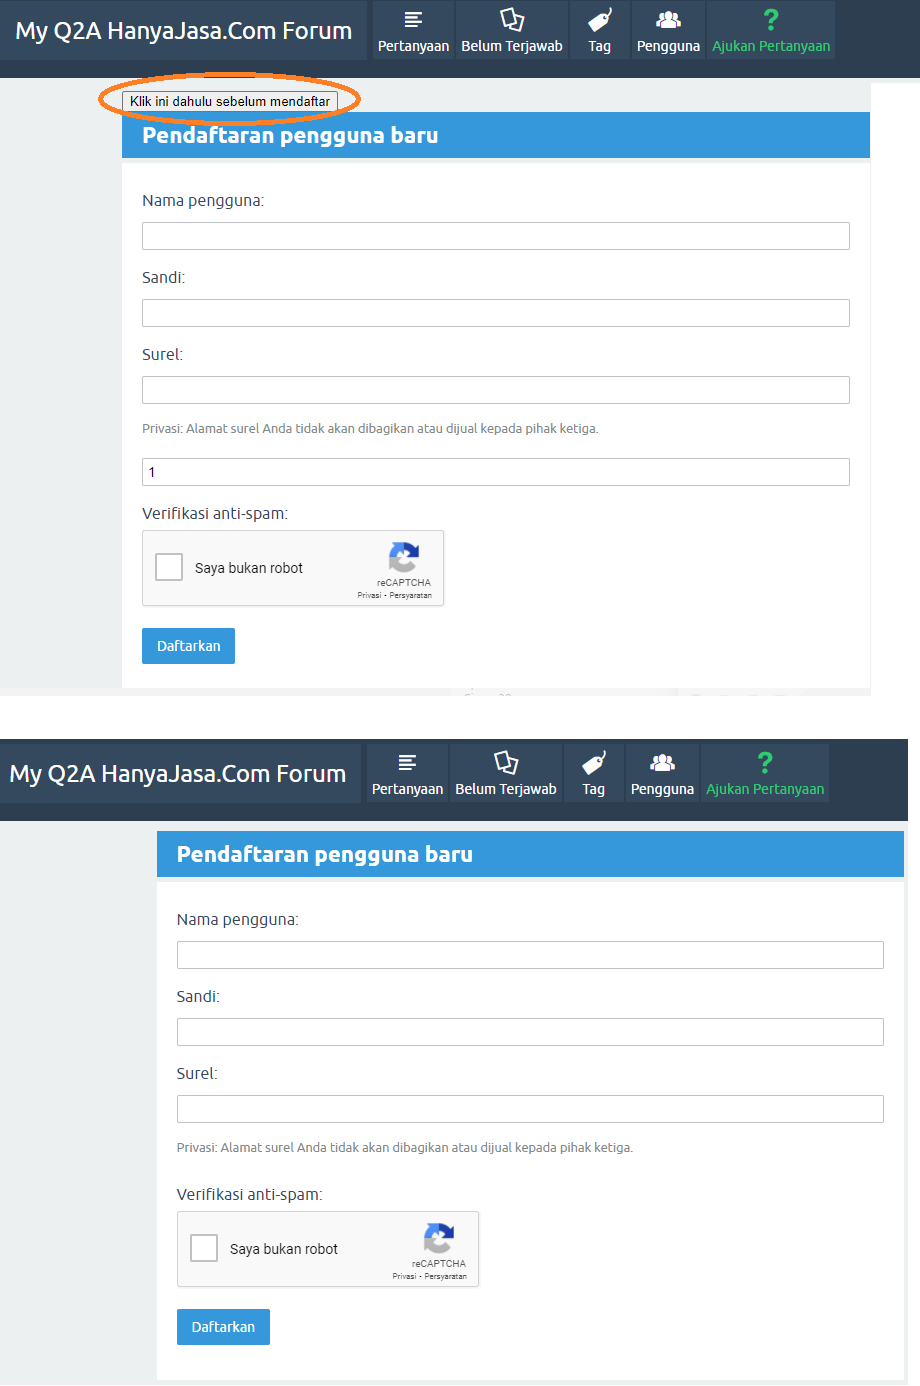 My Q2A HanyaJasa.Com Forum
Pertanyaan Belum Terjawab Tag Pengguna Ajukan Pertanyaan
Klik ini dahulu sebelum mendaftar
Pendaftaran pengguna baru
Nama pengguna:
Sandi:
Surel:
Privasi: Alamat surel Anda tidak akan dibagikan atau dijual kepada pihak ketiga.
1
Verifikasi anti-spam:
Saya bukan robot
reCAPTCHA
Privasi - Persyaratan
Daftarkan
My Q2A HanyaJasa.Com Forum
Pertanyaan Belum Terjawab Tag Pengguna Ajukan Pertanyaan
Pendaftaran pengguna baru
Nama pengguna:
Sandi:
Surel:
Privasi: Alamat surel Anda tidak akan dibagikan atau dijual kepada pihak ketiga.
Verifikasi anti-spam:
Saya bukan robot
reCAPTCHA
Privasi - Persyaratan
Daftarkan